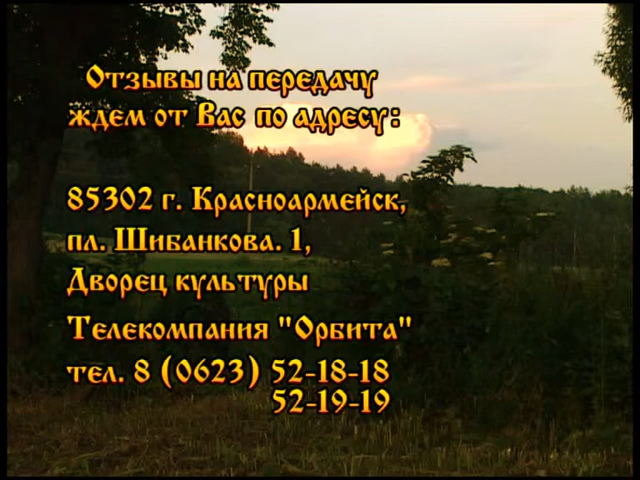 Отзывы на передачу
ждем от Вас по адресу:
85302 г. Красноармейск,
пл. Шибанкова. 1,
Дворец культуры
Телекомпания "Орбита"
тел. 8 (0623) 52-18-18
52-19-19